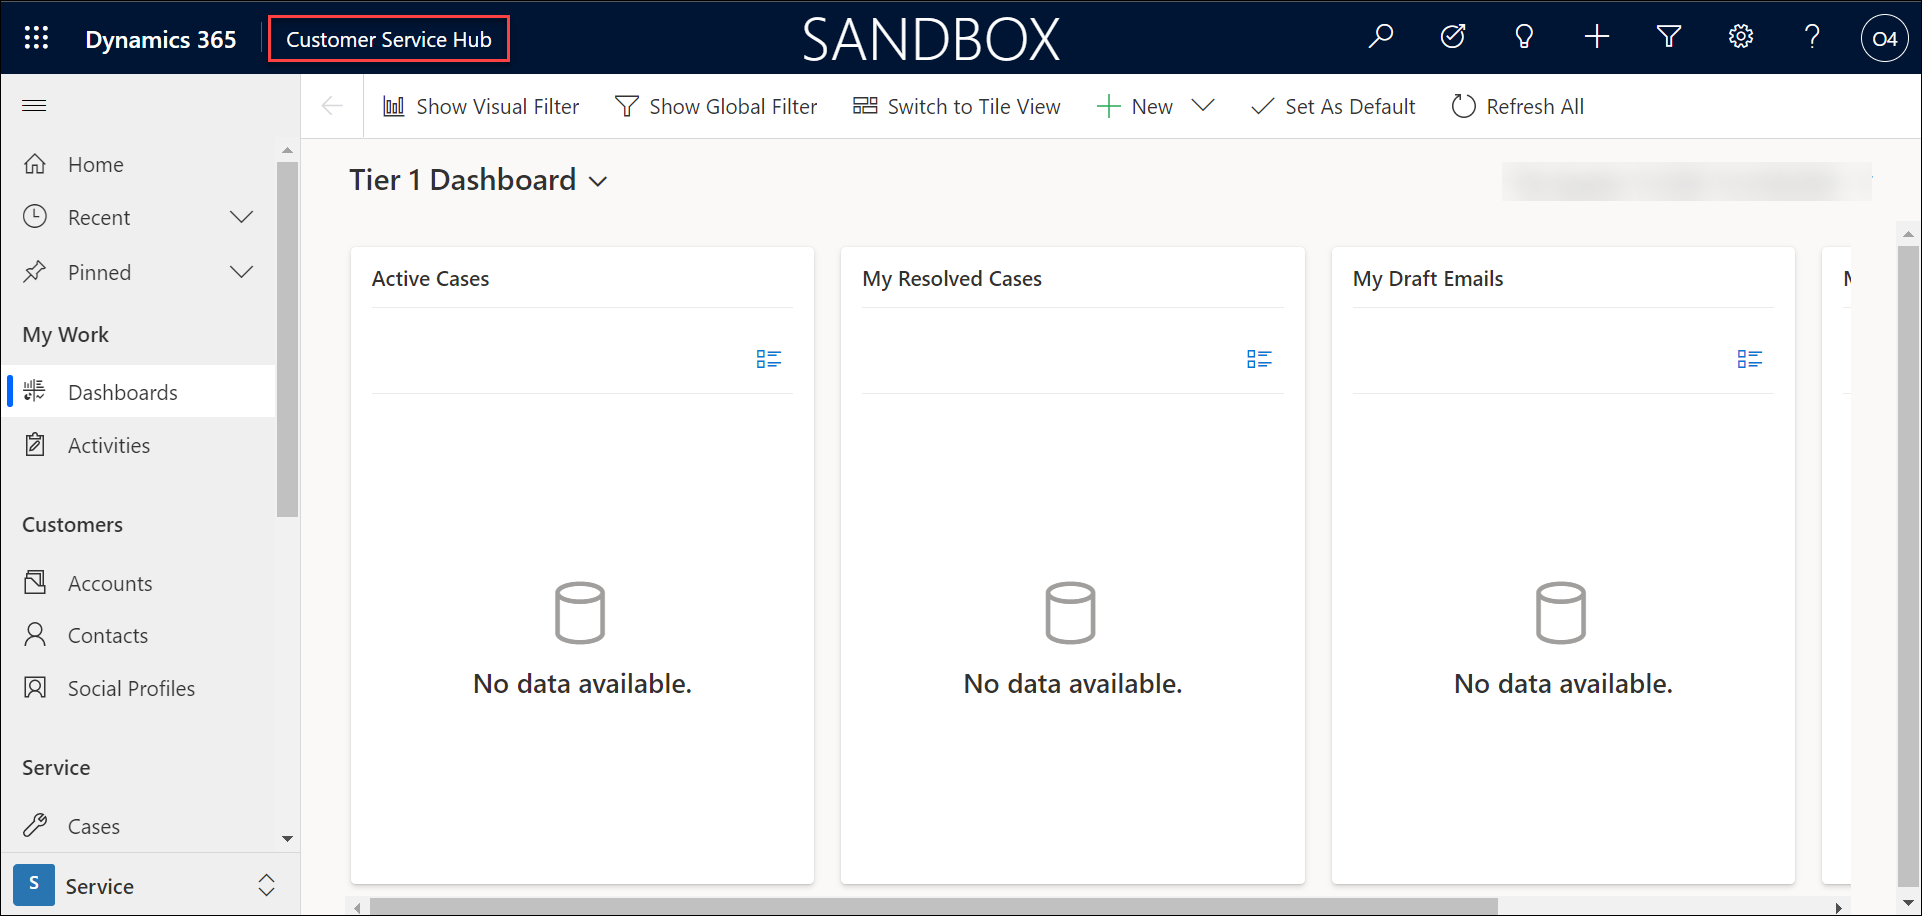 Dynamics 365
Customer Service Hub
SANDBOX
O4
Show Visual Filter
Show Global Filter
Switch to Tile View
New
Set As Default
Refresh All
Home
Recent
Pinned
My Work
Dashboards
Activities
Customers
Accounts
Contacts
Social Profiles
Service
Cases
S Service
Tier 1 Dashboard
Active Cases
No data available.
My Resolved Cases
No data available.
My Draft Emails
No data available.